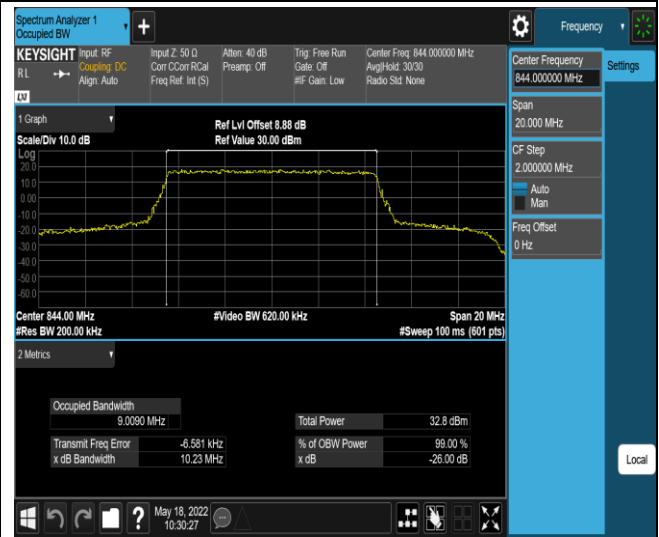 Spectrum Analyzer 1
Occupied BW
+
Frequency
KEYSIGHT
RL
LXI
Input: RF
Coupling: DC
Align: Auto
Input Z: 50 Ω
Corr CCorr RCal
Freq Ref: Int (S)
Atten: 40 dB
Preamp: Off
Trig: Free Run
Gate: Off
#IF Gain: Low
Center Freq: 844.000000 MHz
Avg|Hold: 30/30
Radio Std: None
Center Frequency
844.000000 MHz
Settings
Span
20.000 MHz
CF Step
2.000000 MHz
Auto
Man
Freq Offset
0 Hz
1 Graph
Scale/Div 10.0 dB
Ref Lvl Offset 8.88 dB
Ref Value 30.00 dBm
Log
20.0
10.0
0.00
-10.0
-20.0
-30.0
-40.0
-50.0
-60.0
Center 844.00 MHz
#Video BW 620.00 kHz
Span 20 MHz
#Res BW 200.00 kHz
#Sweep 100 ms (601 pts)
2 Metrics
Occupied Bandwidth
9.0090 MHz
Total Power 32.8 dBm
Transmit Freq Error -6.581 kHz
% of OBW Power 99.00 %
x dB Bandwidth 10.23 MHz
x dB -26.00 dB
Local
?
May 18, 2022
10:30:27